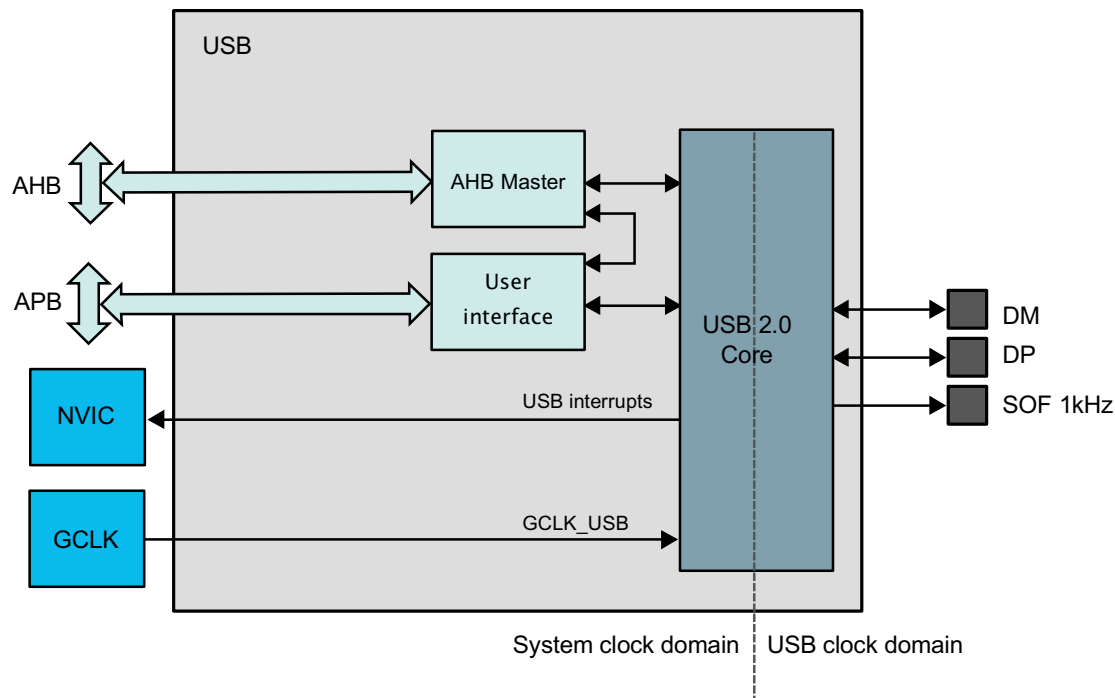 USB
AHB
AHB Master
APB
User
interface
USB 2.0
Core
DM
DP
SOF 1kHz
NVIC
USB interrupts
GCLK
GCLK_USB
System clock domain
USB clock domain